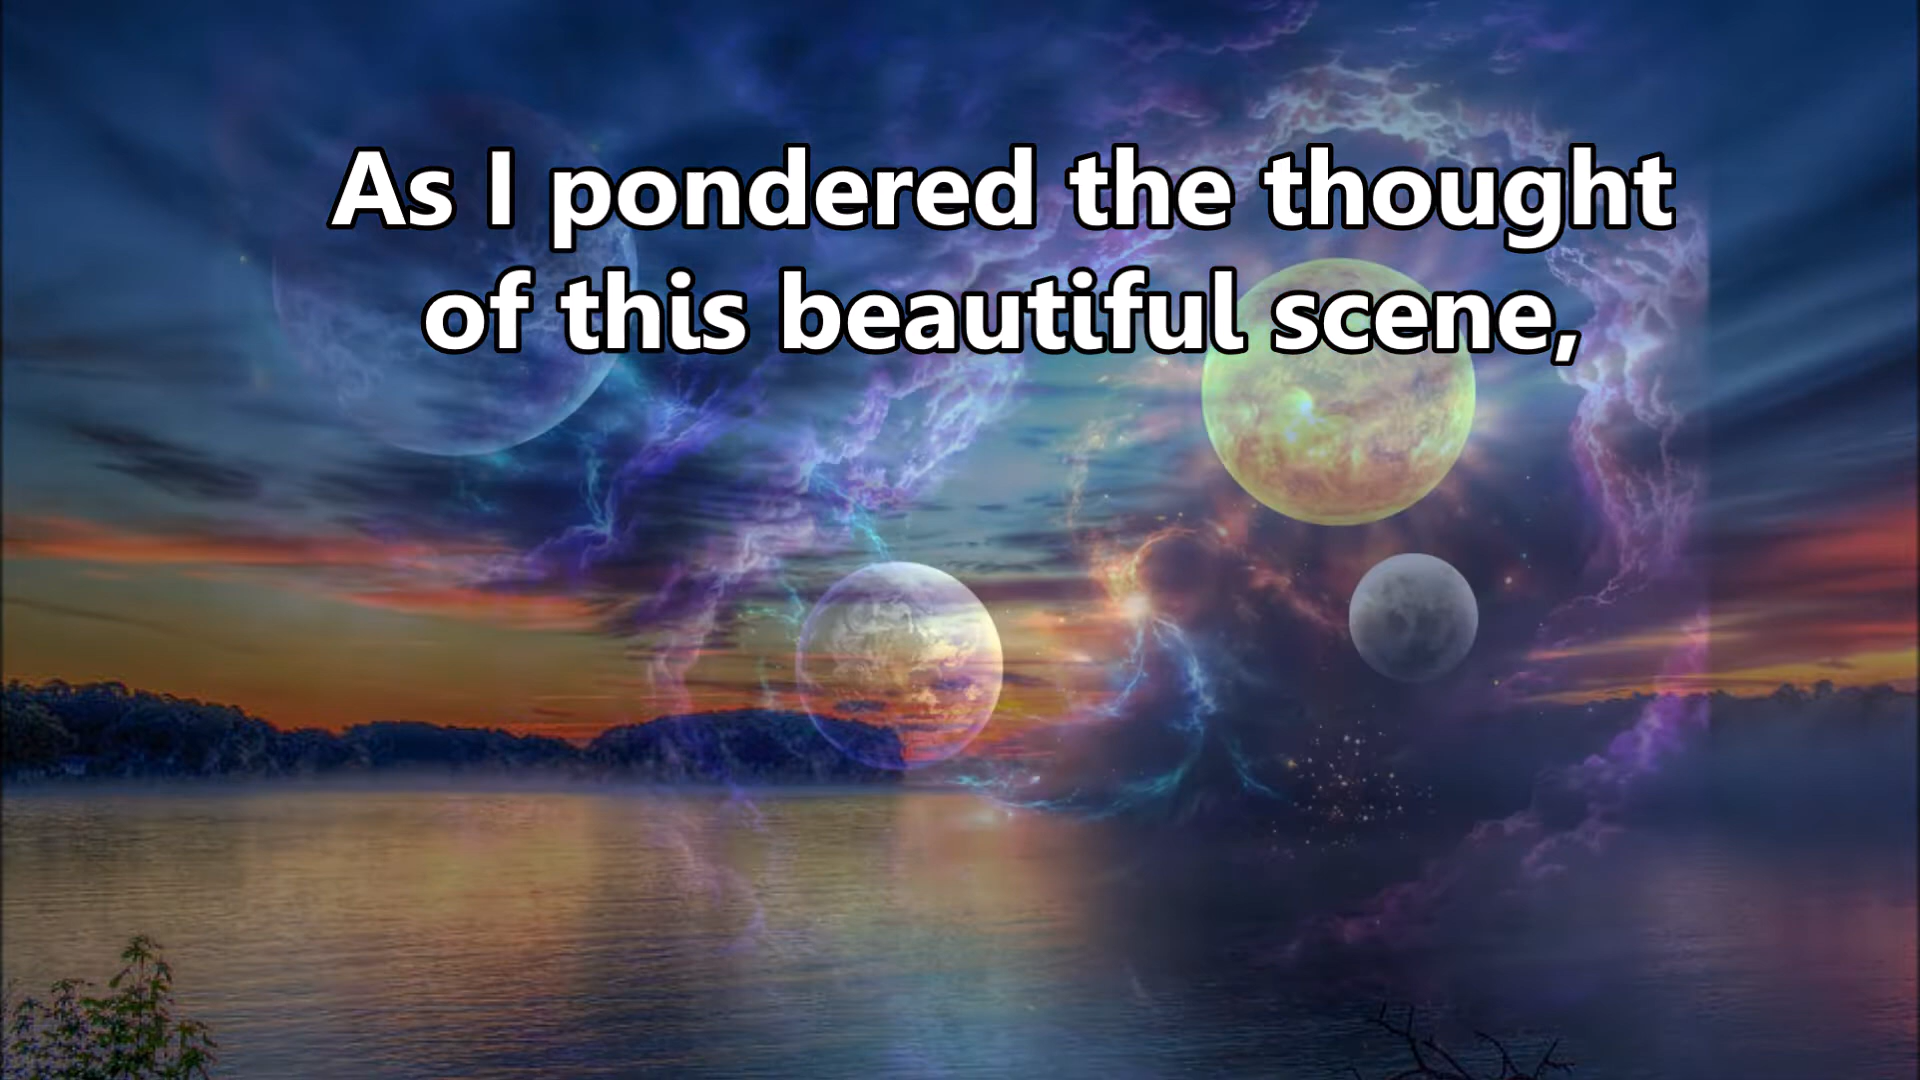 As I pondered the thought
of this beautiful scene,